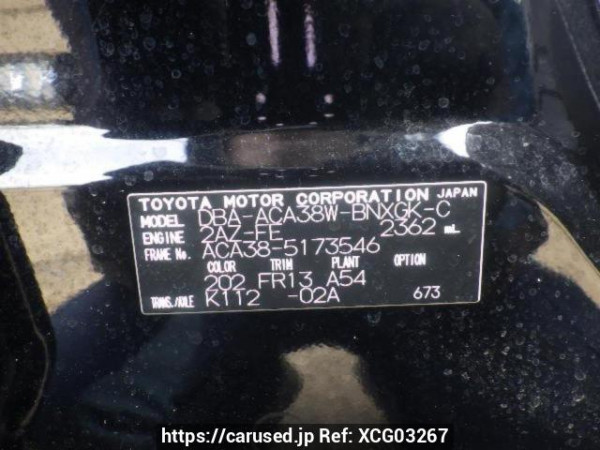 TOYOTA MOTOR CORPORATION JAPAN
MODEL DBA-ACA38W-BNXGK-C
ENGINE 2AZ-FE 2362 mL
FRAME No. ACA38-5173546
COLOR TRIM PLANT OPTION
202 FR13 A54
TRANS./AXLE K112 -02A 673
https://carused.jp Ref: XCG03267